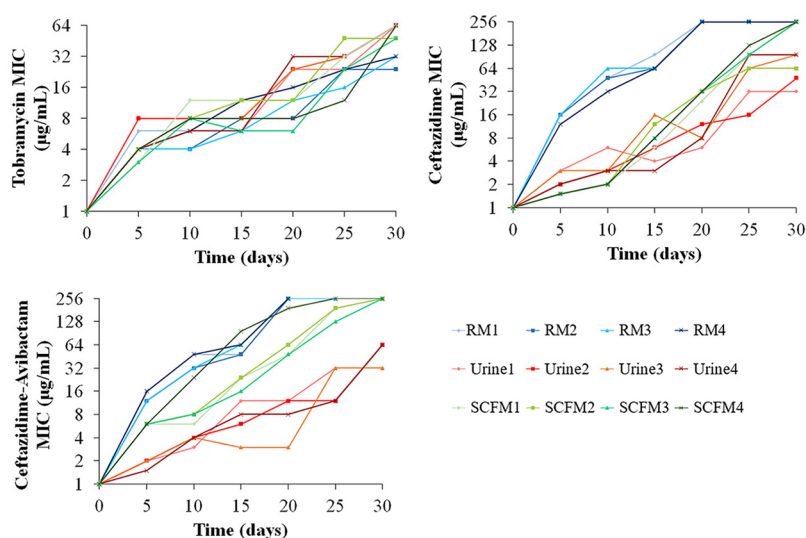 Tobramycin MIC
(µg/mL)
64
32
16
8
4
2
1
0 5 10 15 20 25 30
Time (days)
Ceftazidime MIC
(µg/mL)
256
128
64
32
16
8
4
2
1
0 5 10 15 20 25 30
Time (days)
Ceftazidime-Avibactam
MIC (µg/mL)
256
128
64
32
16
8
4
2
1
0 5 10 15 20 25 30
Time (days)
RM1 RM2 RM3 RM4
Urine1 Urine2 Urine3 Urine4
SCFM1 SCFM2 SCFM3 SCFM4